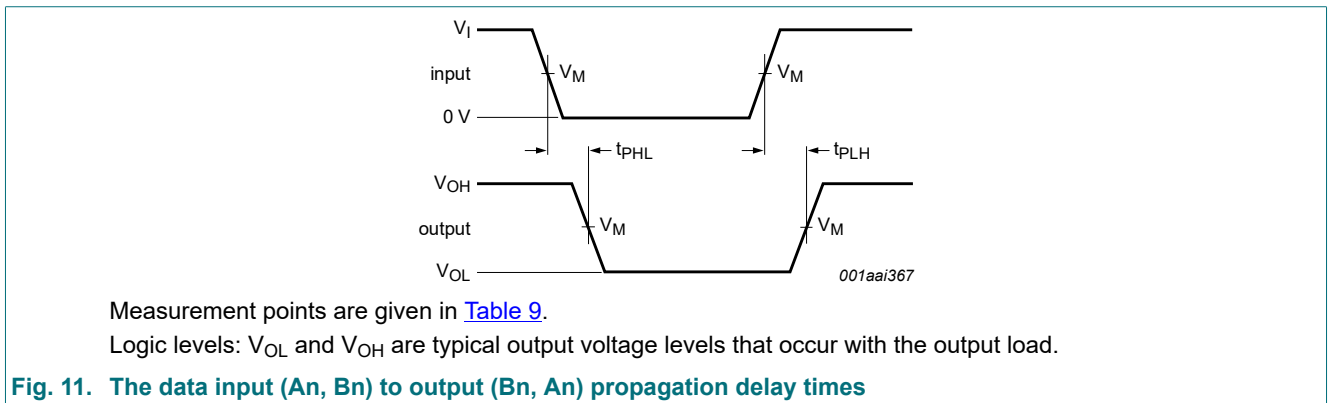 VI
input
VM
VM
0 V
tPHL
tPLH
VOH
output
VM
VM
VOL
001aai367
Measurement points are given in Table 9.
Logic levels: VOL and VOH are typical output voltage levels that occur with the output load.
Fig. 11. The data input (An, Bn) to output (Bn, An) propagation delay times